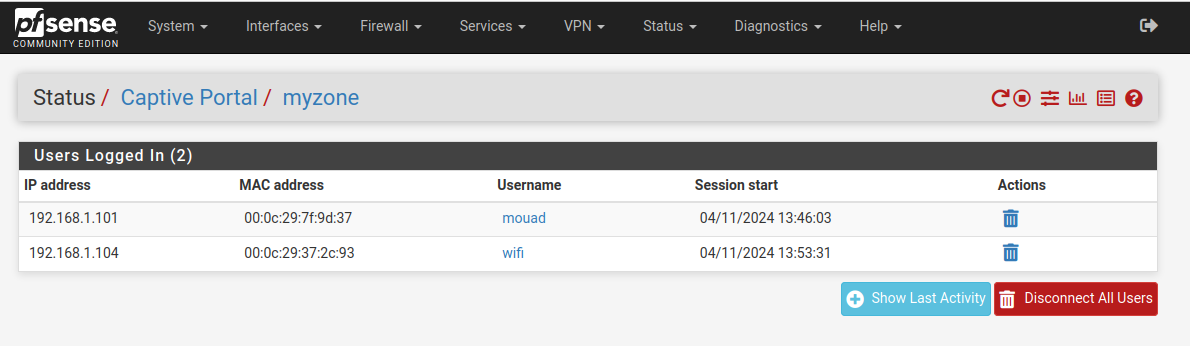 pfsense
COMMUNITY EDITION
System Interfaces Firewall Services VPN Status Diagnostics Help
Status / Captive Portal / myzone
Users Logged In (2)
IP address MAC address Username Session start Actions
192.168.1.101 00:0c:29:7f:9d:37 mouad 04/11/2024 13:46:03
192.168.1.104 00:0c:29:37:2c:93 wifi 04/11/2024 13:53:31
Show Last Activity Disconnect All Users